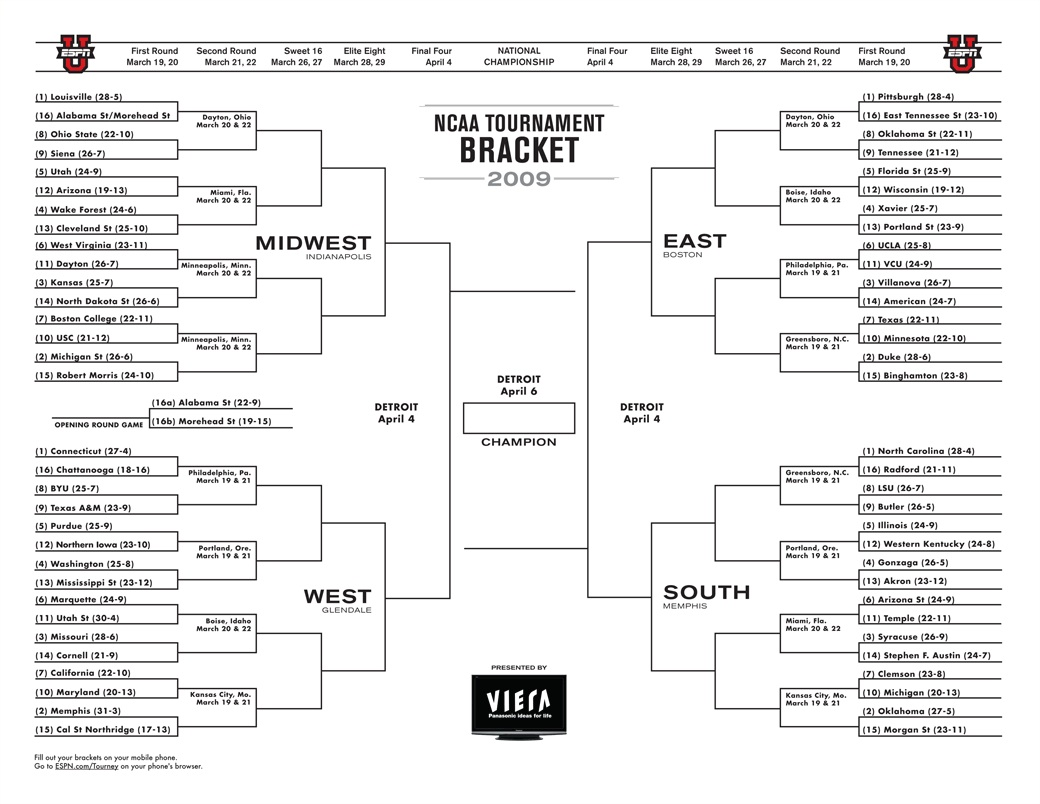 ESPN
First Round
March 19, 20
Second Round
March 21, 22
Sweet 16
March 26, 27
Elite Eight
March 28, 29
Final Four
April 4
NATIONAL
CHAMPIONSHIP
Final Four
April 4
Elite Eight
March 28, 29
Sweet 16
March 26, 27
Second Round
March 21, 22
First Round
March 19, 20
ESPN
NCAA TOURNAMENT
BRACKET
2009
(1) Louisville (28-5)
(16) Alabama St/Morehead St
(8) Ohio State (22-10)
(9) Siena (26-7)
(5) Utah (24-9)
(12) Arizona (19-13)
(4) Wake Forest (24-6)
(13) Cleveland St (25-10)
(6) West Virginia (23-11)
(11) Dayton (26-7)
(3) Kansas (25-7)
(14) North Dakota St (26-6)
(7) Boston College (22-11)
(10) USC (21-12)
(2) Michigan St (26-6)
(15) Robert Morris (24-10)
Dayton, Ohio
March 20 & 22
Miami, Fla.
March 20 & 22
Minneapolis, Minn.
March 20 & 22
Minneapolis, Minn.
March 20 & 22
MIDWEST
INDIANAPOLIS
(16a) Alabama St (22-9)
OPENING ROUND GAME
(16b) Morehead St (19-15)
(1) Connecticut (27-4)
(16) Chattanooga (18-16)
(8) BYU (25-7)
(9) Texas A&M (23-9)
(5) Purdue (25-9)
(12) Northern Iowa (23-10)
(4) Washington (25-8)
(13) Mississippi St (23-12)
(6) Marquette (24-9)
(11) Utah St (30-4)
(3) Missouri (28-6)
(14) Cornell (21-9)
(7) California (22-10)
(10) Maryland (20-13)
(2) Memphis (31-3)
(15) Cal St Northridge (17-13)
Philadelphia, Pa.
March 19 & 21
Portland, Ore.
March 19 & 21
Boise, Idaho
March 20 & 22
Kansas City, Mo.
March 19 & 21
WEST
GLENDALE
DETROIT
April 4
DETROIT
April 6
CHAMPION
DETROIT
April 4
(1) Pittsburgh (28-4)
(16) East Tennessee St (23-10)
(8) Oklahoma St (22-11)
(9) Tennessee (21-12)
(5) Florida St (25-9)
(12) Wisconsin (19-12)
(4) Xavier (25-7)
(13) Portland St (23-9)
(6) UCLA (25-8)
(11) VCU (24-9)
(3) Villanova (26-7)
(14) American (24-7)
(7) Texas (22-11)
(10) Minnesota (22-10)
(2) Duke (28-6)
(15) Binghamton (23-8)
Dayton, Ohio
March 20 & 22
Boise, Idaho
March 20 & 22
Philadelphia, Pa.
March 19 & 21
Greensboro, N.C.
March 19 & 21
EAST
BOSTON
(1) North Carolina (28-4)
(16) Radford (21-11)
(8) LSU (26-7)
(9) Butler (26-5)
(5) Illinois (24-9)
(12) Western Kentucky (24-8)
(4) Gonzaga (26-5)
(13) Akron (23-12)
(6) Arizona St (24-9)
(11) Temple (22-11)
(3) Syracuse (26-9)
(14) Stephen F. Austin (24-7)
(7) Clemson (23-8)
(10) Michigan (20-13)
(2) Oklahoma (27-5)
(15) Morgan St (23-11)
Greensboro, N.C.
March 19 & 21
Portland, Ore.
March 19 & 21
Miami, Fla.
March 20 & 22
Kansas City, Mo.
March 19 & 21
SOUTH
MEMPHIS
PRESENTED BY
VIERA
Panasonic ideas for life
Fill out your brackets on your mobile phone.
Go to ESPN.com/Tourney on your phone's browser.